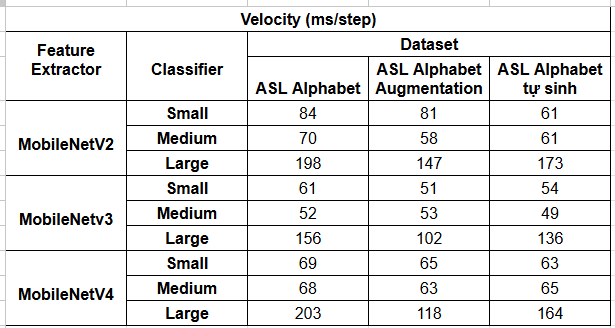 Velocity (ms/step)
Feature Extractor Classifier Dataset
ASL Alphabet ASL Alphabet Augmentation ASL Alphabet tự sinh
MobileNetV2 Small 84 81 61
Medium 70 58 61
Large 198 147 173
MobileNetv3 Small 61 51 54
Medium 52 53 49
Large 156 102 136
MobileNetV4 Small 69 65 63
Medium 68 63 65
Large 203 118 164